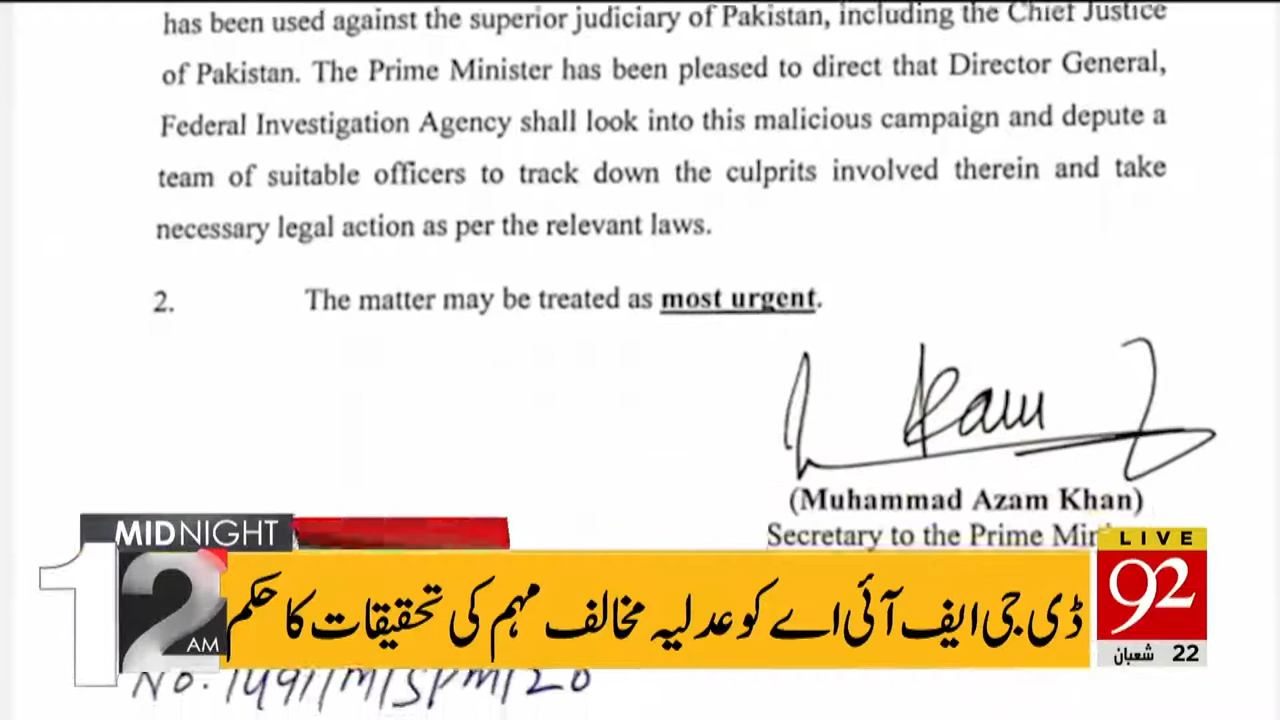 has been used against the superior judiciary of Pakistan, including the Chief Justice
of Pakistan. The Prime Minister has been pleased to direct that Director General,
Federal Investigation Agency shall look into this malicious campaign and depute a
team of suitable officers to track down the culprits involved therein and take
necessary legal action as per the relevant laws.
2. The matter may be treated as most urgent.
(Muhammad Azam Khan)
Secretary to the Prime
MIDNIGHT
12
AM
ڈی جی ایف آئی اے کو عدلیہ مخالف مہم کی تحقیقات کا حکم
LIVE
92
22 شعبان
No. 1491/M/SPM/20